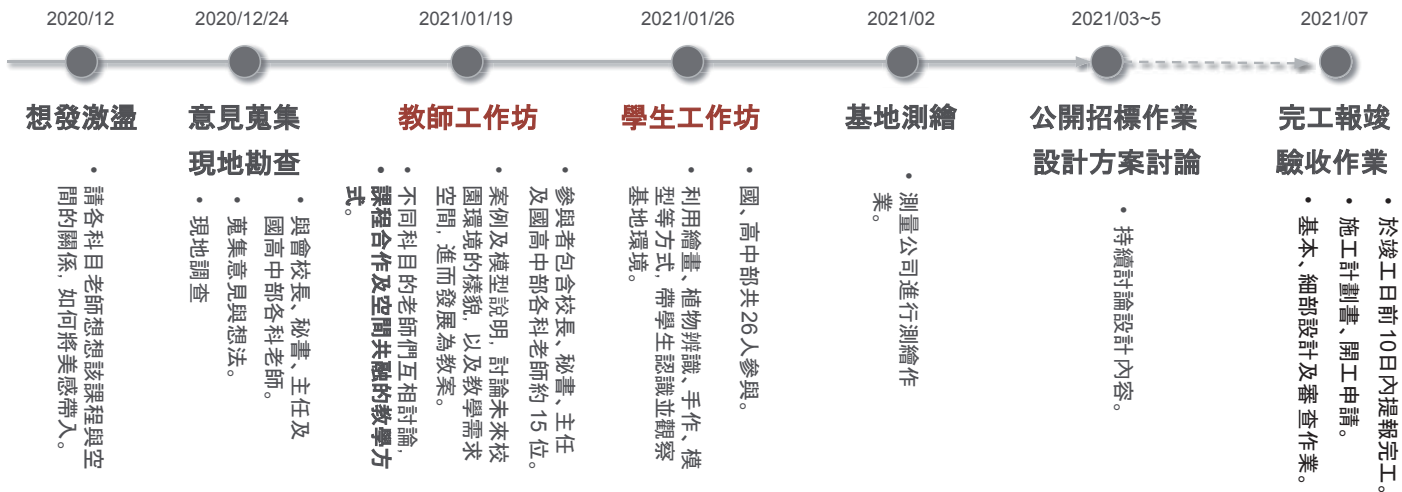 2020/12
2020/12/24
2021/01/19
2021/01/26
2021/02
2021/03~5
2021/07
想發激盪
意見蒐集
現地勘查
教師工作坊
學生工作坊
基地測繪
公開招標作業
設計方案討論
完工報竣
驗收作業
• 請各科目老師想想該課程與空
間的關係, 如何將美感帶入。
• 與會校長、秘書、主任及
國高中部各科老師。
• 蒐集意見與想法。
• 現地調查
• 參與者包含校長、秘書、主任
及國高中部各科老師約 15 位。
• 案例及模型說明, 討論未來校
園環境的樣貌, 以及教學需求
空間, 進而發展為教案。
• 不同科目的老師們互相討論,
課程合作及空間共融的教學方
式。
• 國、高中部共26人參與。
• 利用繪畫、植物辨識、手作、模
型等方式, 帶學生認識並觀察
基地環境。
• 測量公司進行測繪作
業。
• 持續討論設計內容。
• 於竣工日前10日內提報完工。
• 施工計劃書、開工申請。
• 基本、細部設計及審查作業。